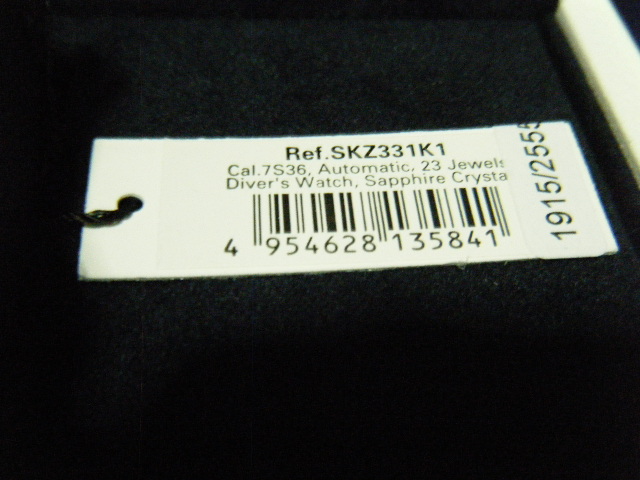 Ref.SKZ331K1
Cal.7S36, Automatic, 23 Jewels
Diver's Watch, Sapphire Crysta
4 954628 135841
1915/2555